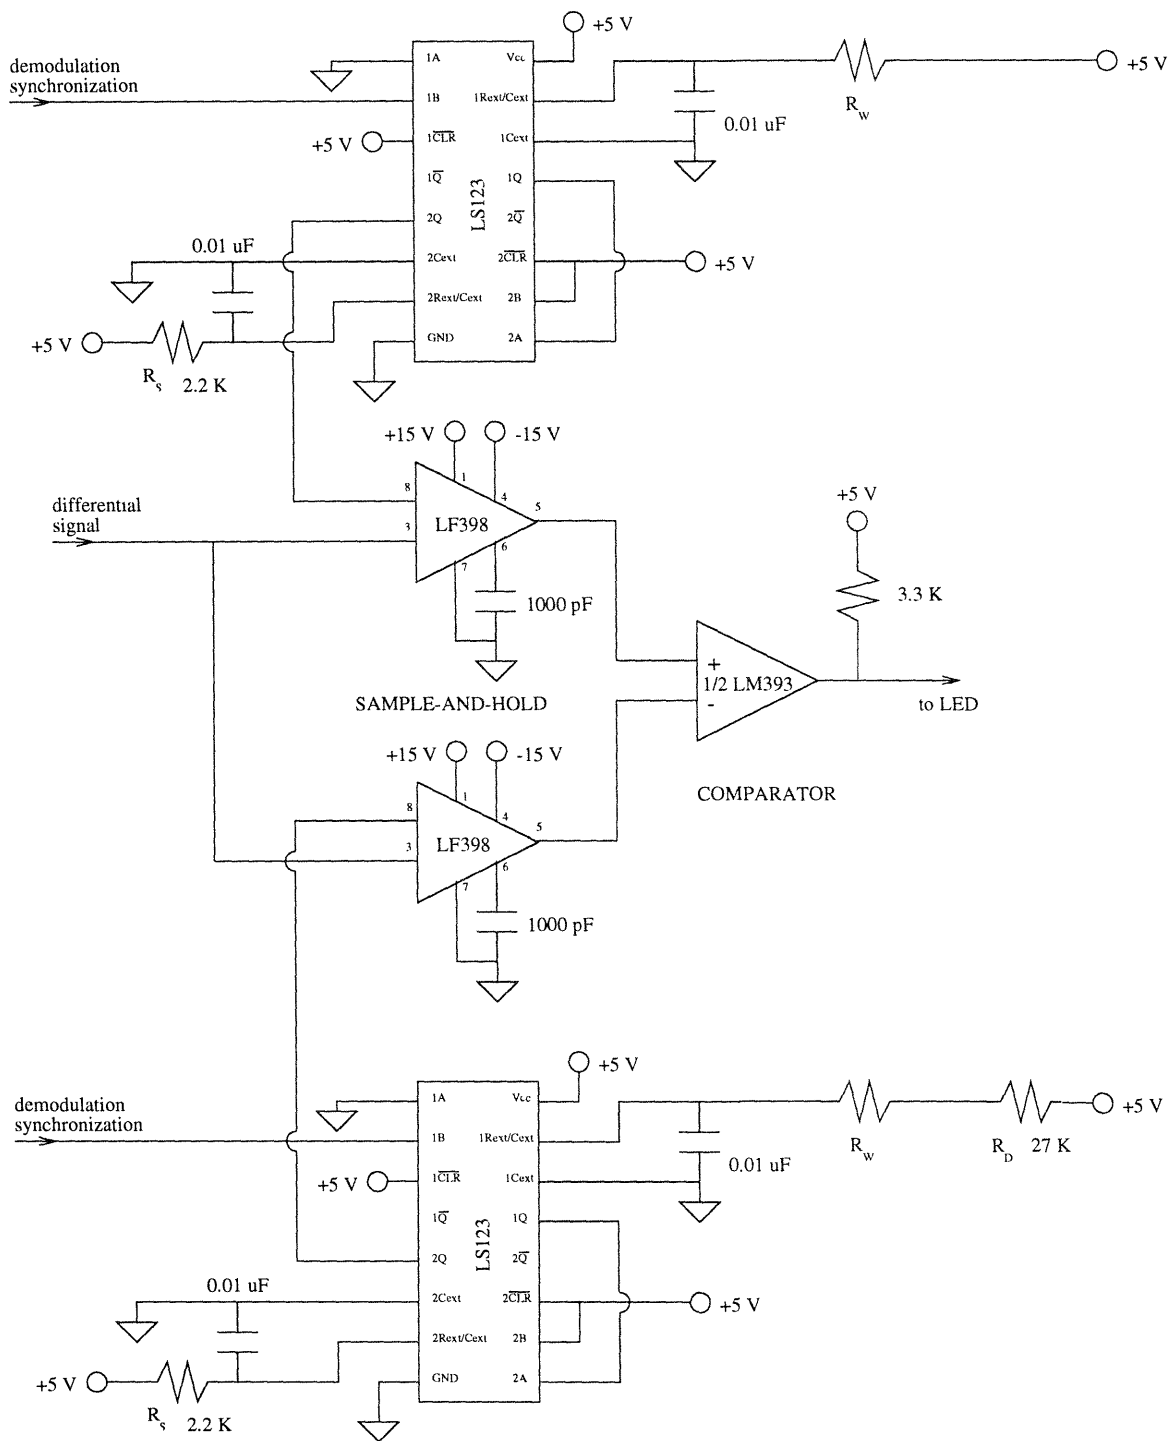 +5 V
demodulation
synchronization
1A
Vcc
+5 V
1B
1Rext/Cext
R_W
0.01 uF
+5 V
1C̅L̅R̅
1Cext
1Q̅
1Q
LS123
2Q
2Q̅
0.01 uF
2Cext
2C̅L̅R̅
+5 V
2Rext/Cext
2B
+5 V
GND
2A
R_S 2.2 K
+15 V
-15 V
1
4
8
5
+5 V
differential
signal
3
LF398
6
7
3.3 K
1000 pF
+
1/2 LM393
-
SAMPLE-AND-HOLD
to LED
+15 V
-15 V
COMPARATOR
1
4
8
5
3
LF398
6
7
1000 pF
+5 V
demodulation
synchronization
1A
Vcc
+5 V
1B
1Rext/Cext
R_W
R_D 27 K
0.01 uF
+5 V
1C̅L̅R̅
1Cext
1Q̅
1Q
LS123
2Q
2Q̅
0.01 uF
2Cext
2C̅L̅R̅
+5 V
2Rext/Cext
2B
+5 V
GND
2A
R_S 2.2 K